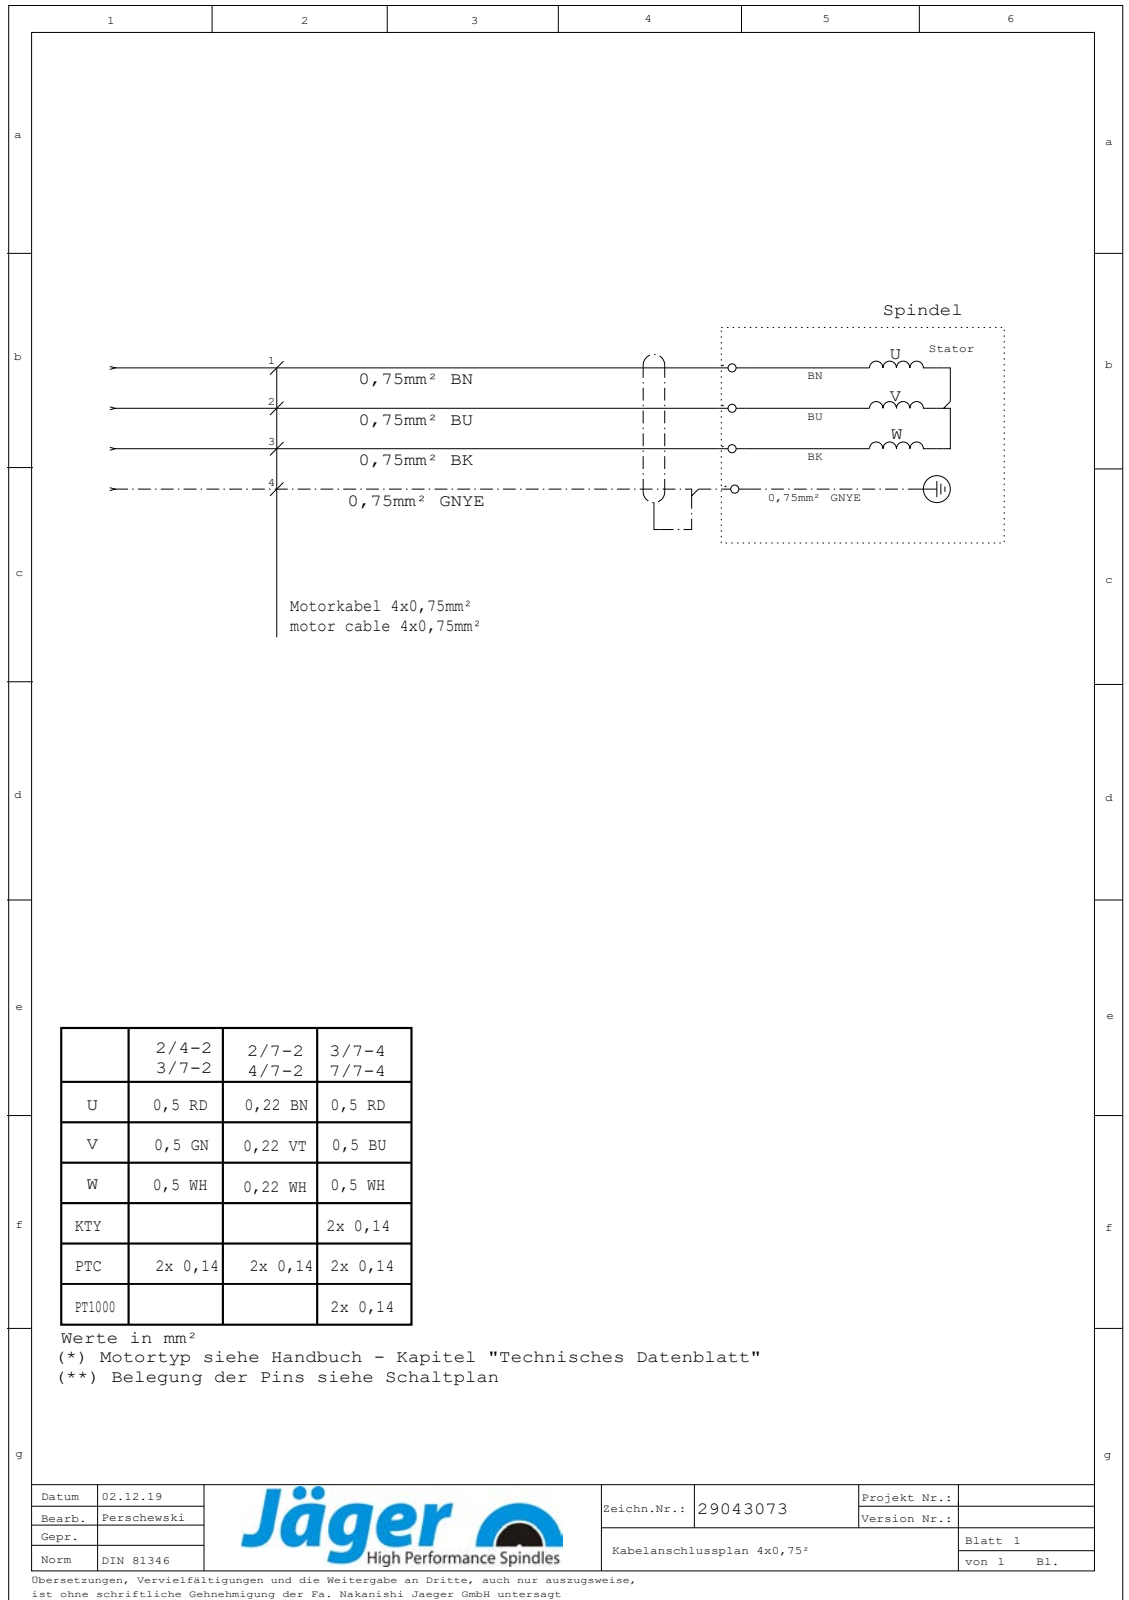 1 2 3 4 5 6
a a
Spindel
b b
1 0,75mm² BN BN U Stator
2 0,75mm² BU BU V
3 0,75mm² BK BK W
4 0,75mm² GNYE 0,75mm² GNYE
c c
Motorkabel 4x0,75mm²
motor cable 4x0,75mm²
d d
e e
2/4-2 2/7-2 3/7-4
3/7-2 4/7-2 7/7-4
U 0,5 RD 0,22 BN 0,5 RD
V 0,5 GN 0,22 VT 0,5 BU
W 0,5 WH 0,22 WH 0,5 WH
f f
KTY 2x 0,14
PTC 2x 0,14 2x 0,14 2x 0,14
PT1000 2x 0,14
Werte in mm²
(*) Motortyp siehe Handbuch - Kapitel "Technisches Datenblatt"
(**) Belegung der Pins siehe Schaltplan
g g
Datum 02.12.19
Bearb. Perschewski
Gepr.
Norm DIN 81346
Jäger
High Performance Spindles
Zeichn.Nr.: 29043073
Kabelanschlussplan 4x0,75²
Projekt Nr.:
Version Nr.:
Blatt 1
von 1 Bl.
Übersetzungen, Vervielfältigungen und die Weitergabe an Dritte, auch nur auszugsweise,
ist ohne schriftliche Gehnehmigung der Fa. Nakanishi Jaeger GmbH untersagt